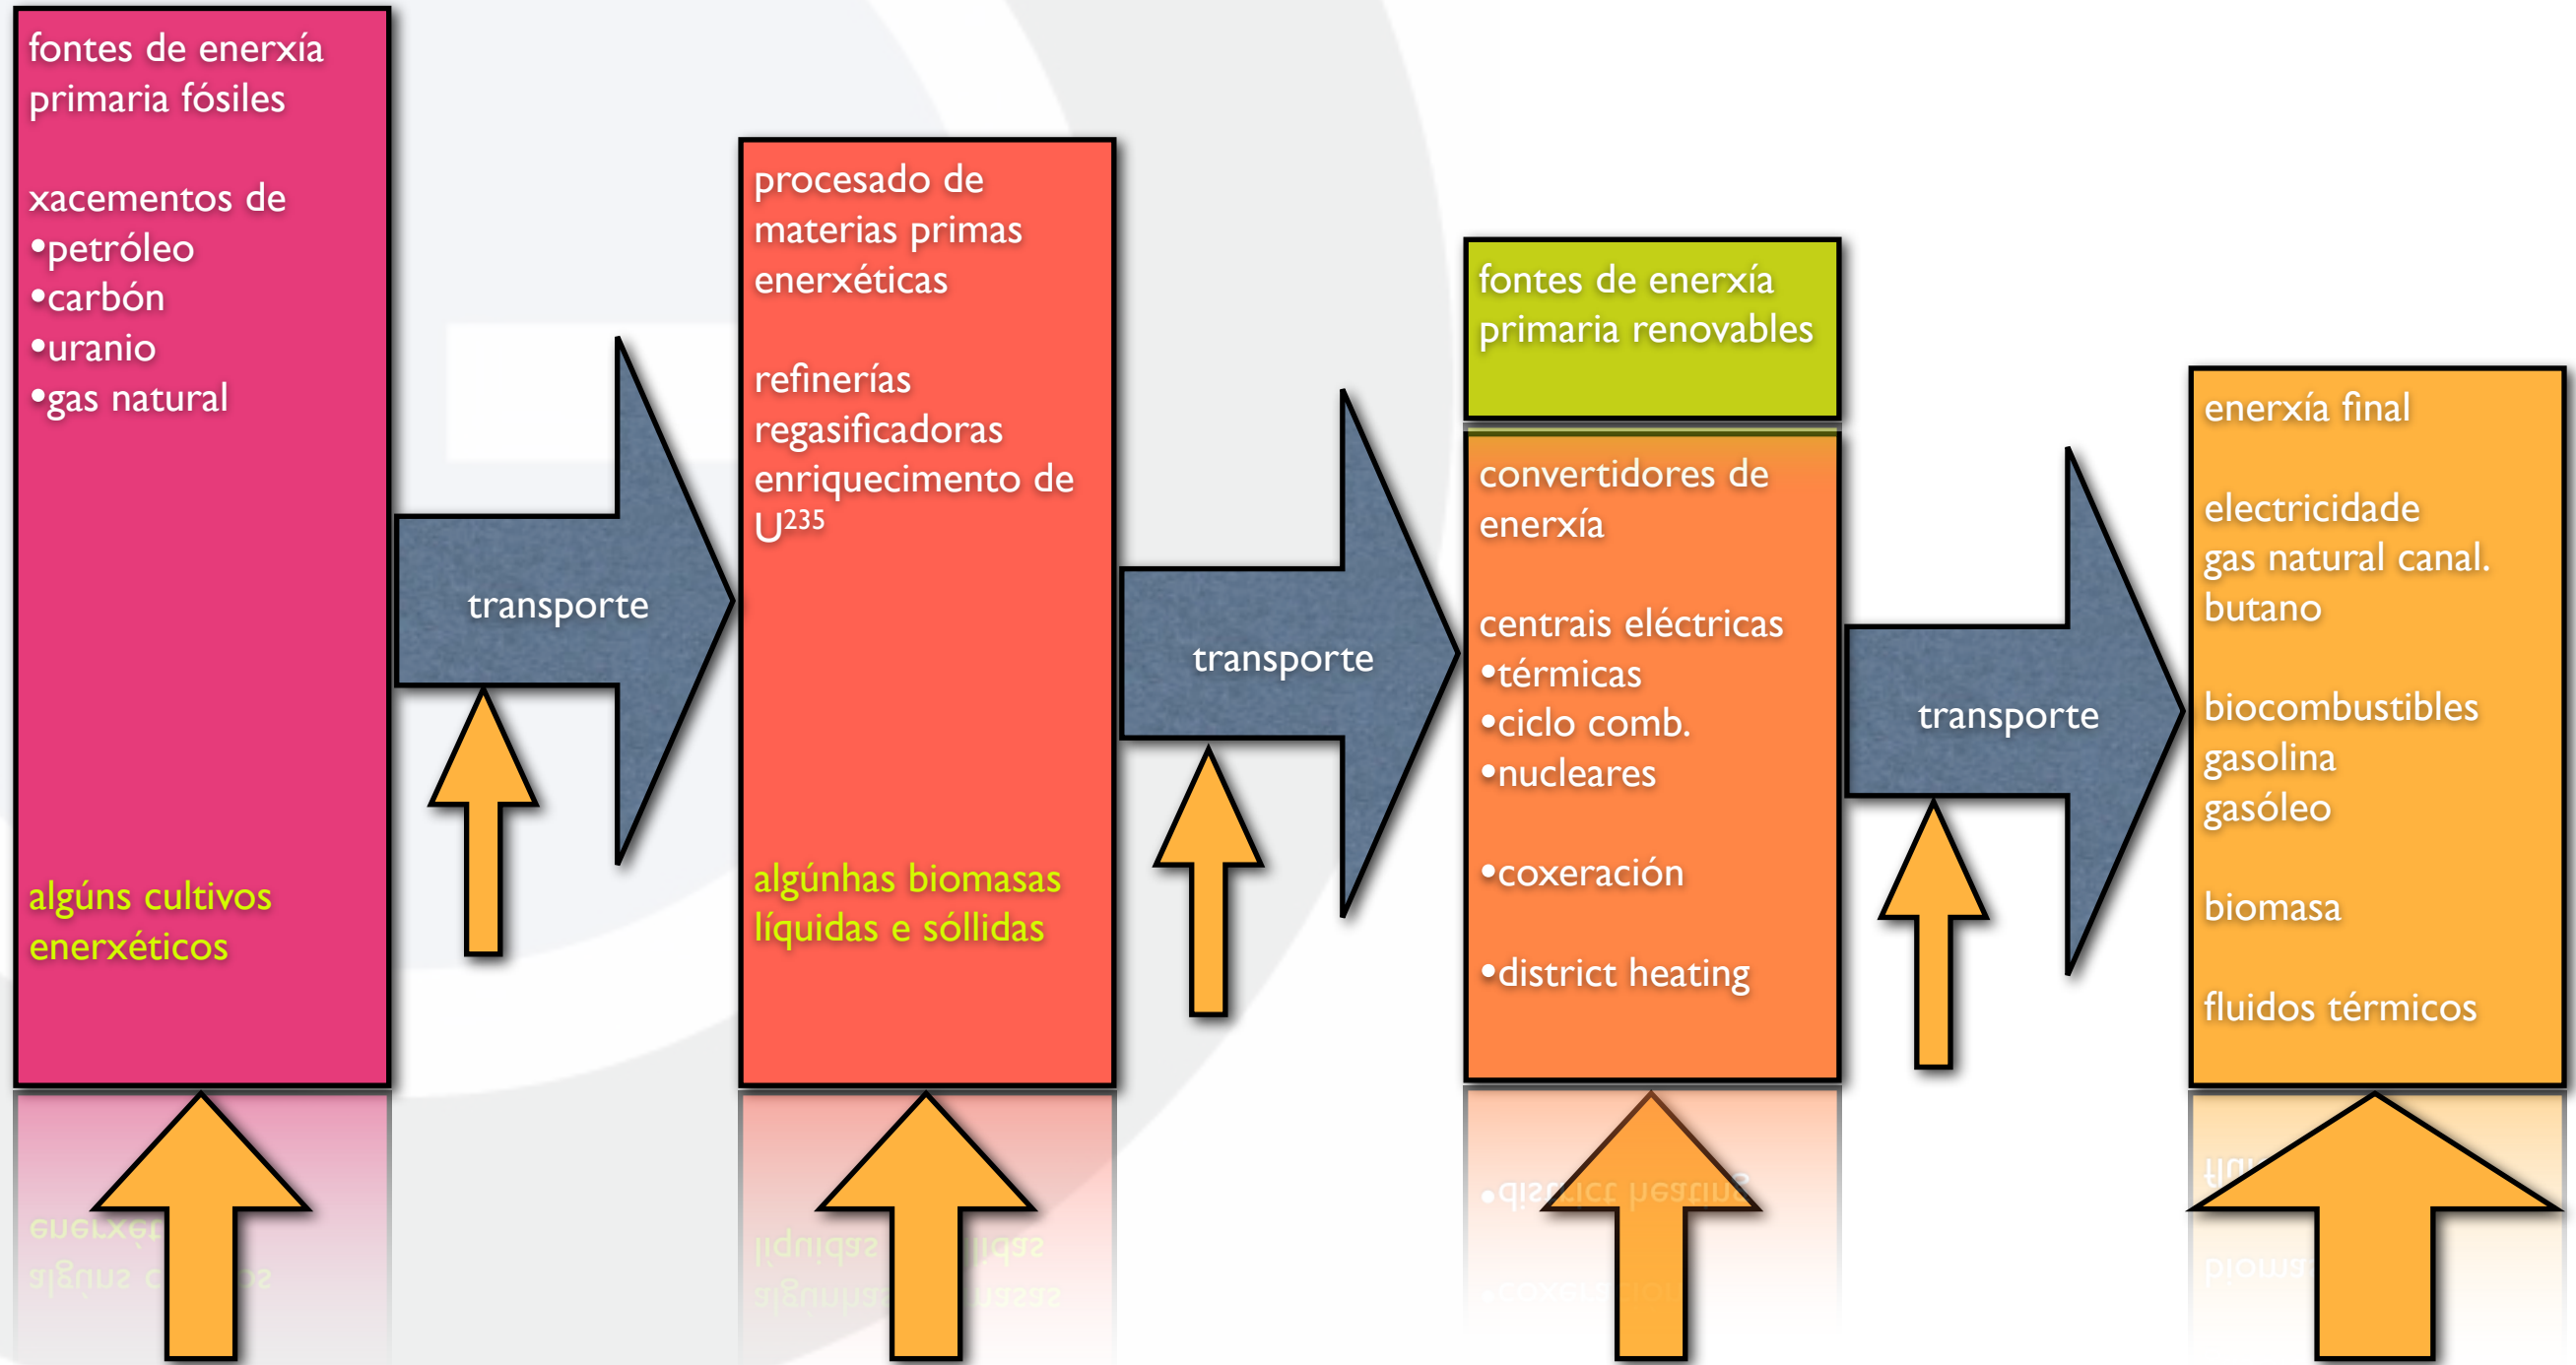 fontes de enerxía
primaria fósiles
xacementos de
•petróleo
•carbón
•uranio
•gas natural
algúns cultivos
enerxéticos
transporte
procesado de
materias primas
enerxéticas
refinerías
regasificadoras
enriquecimento de
U²³⁵
algúnhas biomasas
líquidas e sóllidas
transporte
fontes de enerxía
primaria renovables
convertidores de
enerxía
centrais eléctricas
•térmicas
•ciclo comb.
•nucleares
•coxeración
•district heating
transporte
enerxía final
electricidade
gas natural canal.
butano
biocombustibles
gasolina
gasóleo
biomasa
fluidos térmicos